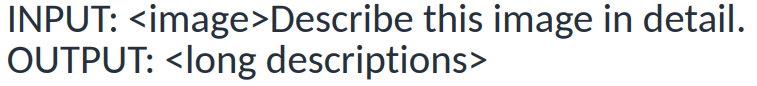 INPUT: <image>Describe this image in detail.
OUTPUT: <long descriptions>